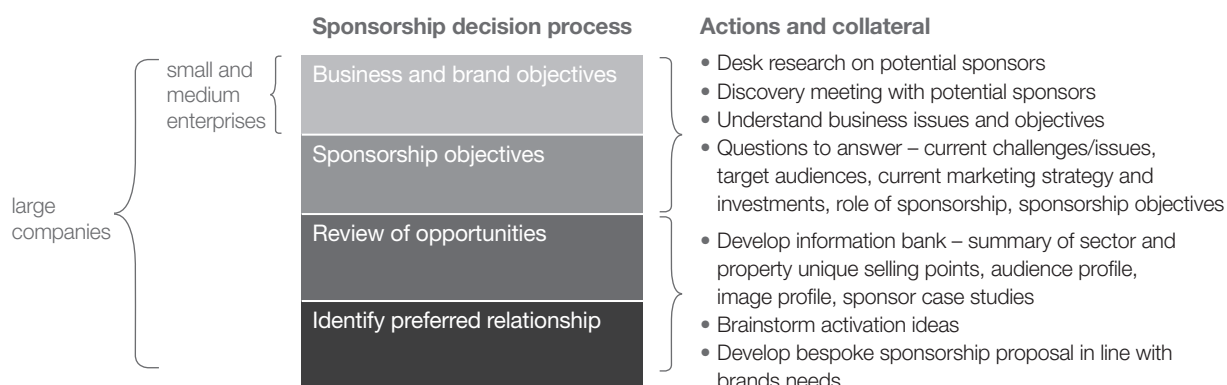 Sponsorship decision process
Actions and collateral
large
companies
small and
medium
enterprises
Business and brand objectives
Sponsorship objectives
Review of opportunities
Identify preferred relationship
• Desk research on potential sponsors
• Discovery meeting with potential sponsors
• Understand business issues and objectives
• Questions to answer – current challenges/issues,
target audiences, current marketing strategy and
investments, role of sponsorship, sponsorship objectives
• Develop information bank – summary of sector and
property unique selling points, audience profile,
image profile, sponsor case studies
• Brainstorm activation ideas
• Develop bespoke sponsorship proposal in line with
brands needs